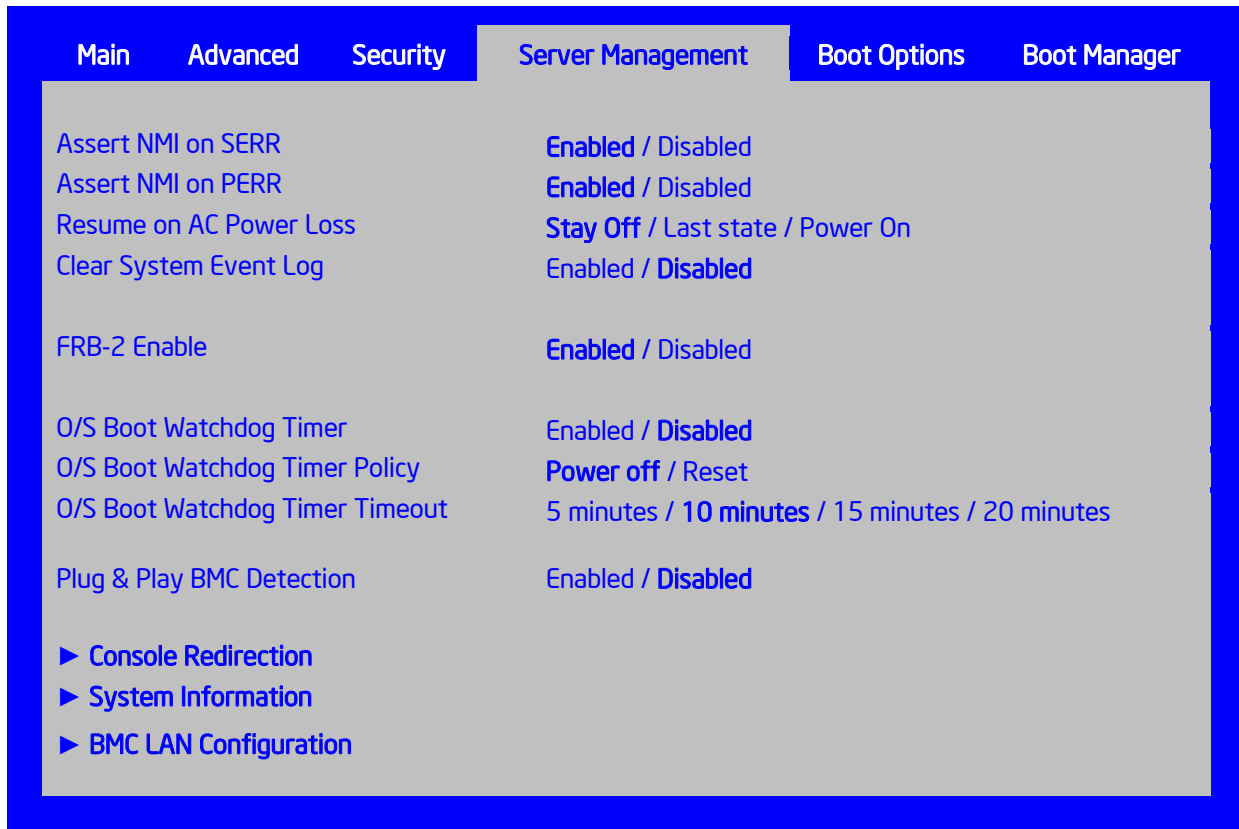 Main Advanced Security Server Management Boot Options Boot Manager
Assert NMI on SERR Enabled / Disabled
Assert NMI on PERR Enabled / Disabled
Resume on AC Power Loss Stay Off / Last state / Power On
Clear System Event Log Enabled / Disabled
FRB-2 Enable Enabled / Disabled
O/S Boot Watchdog Timer Enabled / Disabled
O/S Boot Watchdog Timer Policy Power off / Reset
O/S Boot Watchdog Timer Timeout 5 minutes / 10 minutes / 15 minutes / 20 minutes
Plug & Play BMC Detection Enabled / Disabled
► Console Redirection
► System Information
► BMC LAN Configuration